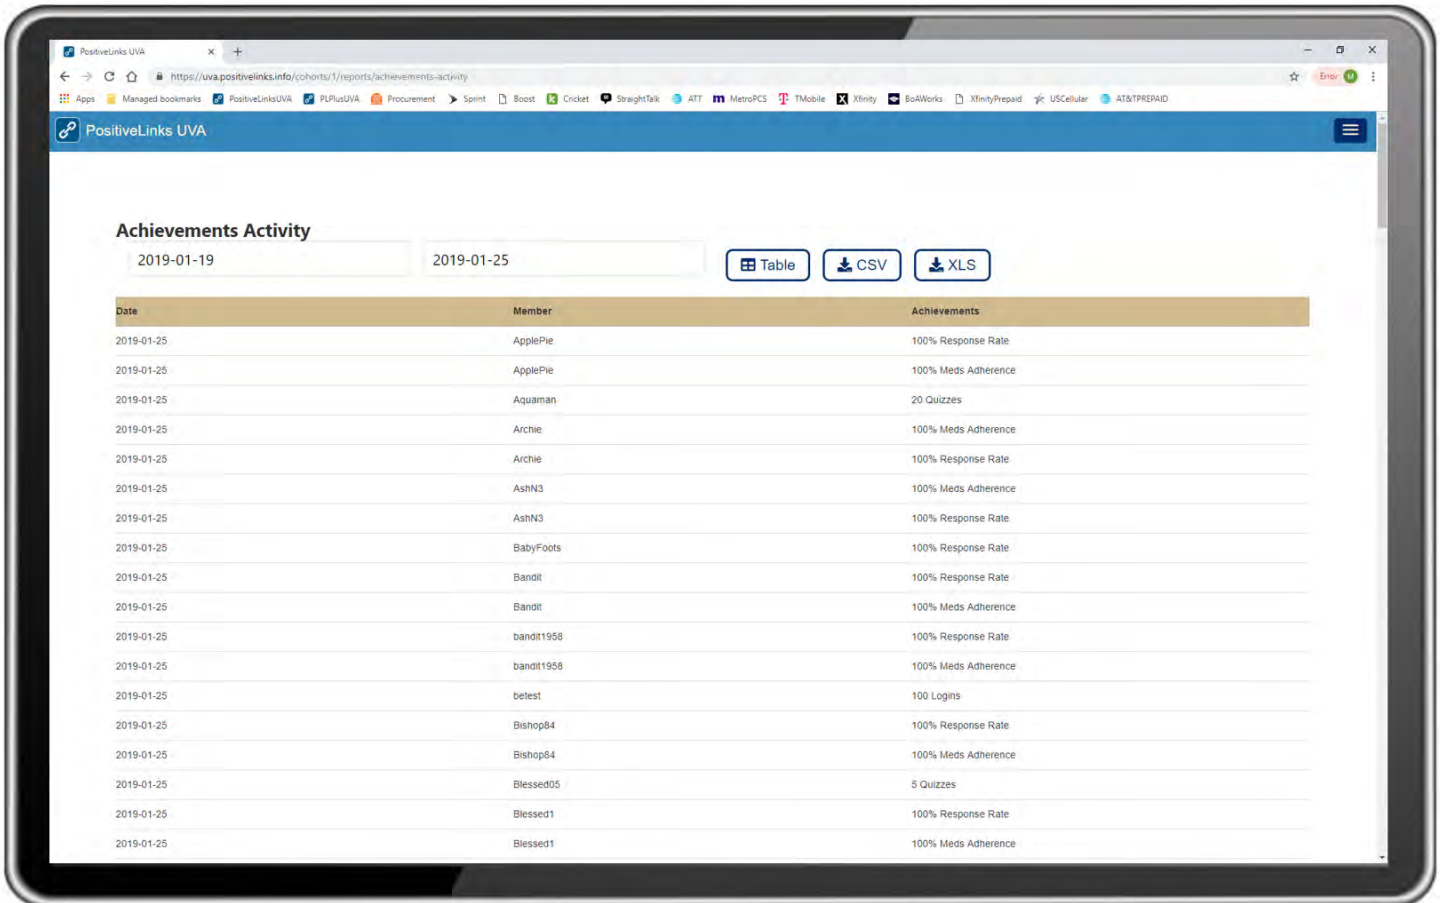 PositiveLinks UVA
https://uva.positivelinks.info/cohorts/1/reports/achievements-activity
Error M
Apps Managed bookmarks PositiveLinksUVA PLPlusUVA Procurement Sprint Boost Cricket StraightTalk ATT MetroPCS TMobile Xfinity BoAWorks XfinityPrepaid USCellular AT&TPREPAID
PositiveLinks UVA
Achievements Activity
2019-01-19 2019-01-25 Table CSV XLS
Date Member Achievements
2019-01-25 ApplePie 100% Response Rate
2019-01-25 ApplePie 100% Meds Adherence
2019-01-25 Aquaman 20 Quizzes
2019-01-25 Archie 100% Meds Adherence
2019-01-25 Archie 100% Response Rate
2019-01-25 AshN3 100% Meds Adherence
2019-01-25 AshN3 100% Response Rate
2019-01-25 BabyFoots 100% Response Rate
2019-01-25 Bandit 100% Response Rate
2019-01-25 Bandit 100% Meds Adherence
2019-01-25 bandit1958 100% Response Rate
2019-01-25 bandit1958 100% Meds Adherence
2019-01-25 betest 100 Logins
2019-01-25 Bishop84 100% Response Rate
2019-01-25 Bishop84 100% Meds Adherence
2019-01-25 Blessed05 5 Quizzes
2019-01-25 Blessed1 100% Response Rate
2019-01-25 Blessed1 100% Meds Adherence